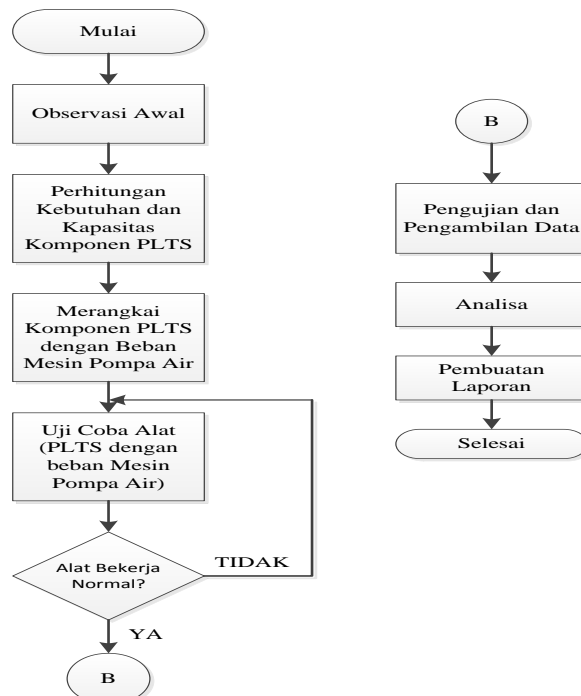 Mulai
Observasi Awal
Perhitungan
Kebutuhan dan
Kapasitas
Komponen PLTS
Merangkai
Komponen PLTS
dengan Beban
Mesin Pompa Air
Uji Coba Alat
(PLTS dengan
beban Mesin
Pompa Air)
Alat Bekerja
Normal?
TIDAK
YA
B
B
Pengujian dan
Pengambilan Data
Analisa
Pembuatan
Laporan
Selesai